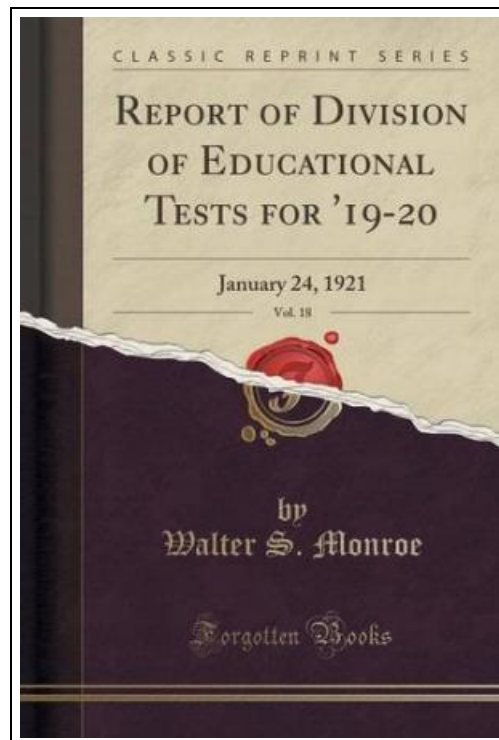 CLASSIC REPRINT SERIES
REPORT OF DIVISION
OF EDUCATIONAL
TESTS FOR '19-20
January 24, 1921
Vol. 18
by
Walter S. Monroe
Forgotten Books